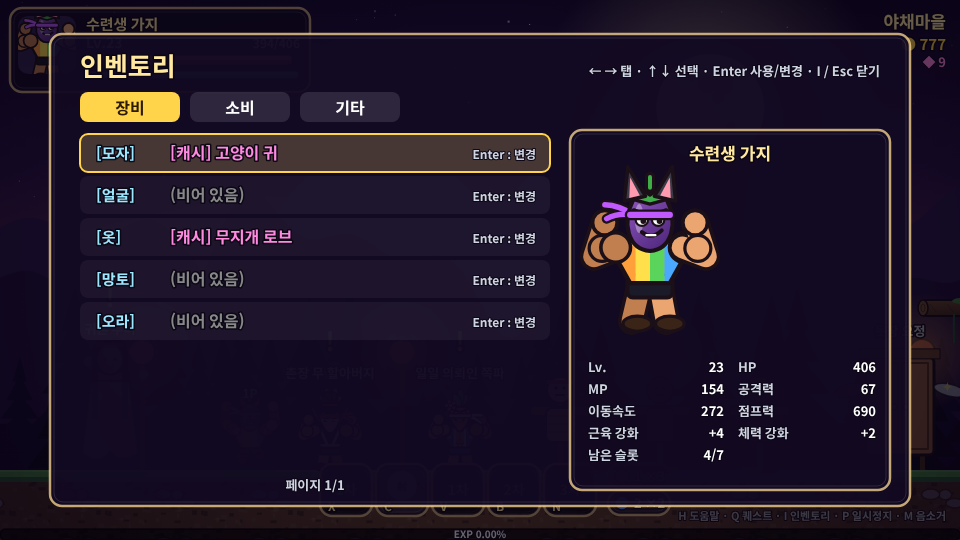 수련생 가지
야채마을
777
9
인벤토리
←→ 탭 · ↑↓ 선택 · Enter 사용/변경 · I / Esc 닫기
장비
소비
기타
[모자] [캐시] 고양이 귀 Enter : 변경
[얼굴] (비어 있음) Enter : 변경
[옷] [캐시] 무지개 로브 Enter : 변경
[망토] (비어 있음) Enter : 변경
[오라] (비어 있음) Enter : 변경
수련생 가지
Lv. 23 HP 406
MP 154 공격력 67
이동속도 272 점프력 690
근육 강화 +4 체력 강화 +2
남은 슬롯 4/7
페이지 1/1
H 도움말 · Q 퀘스트 · I 인벤토리 · P 일시정지 · M 음소거
EXP 0.00%